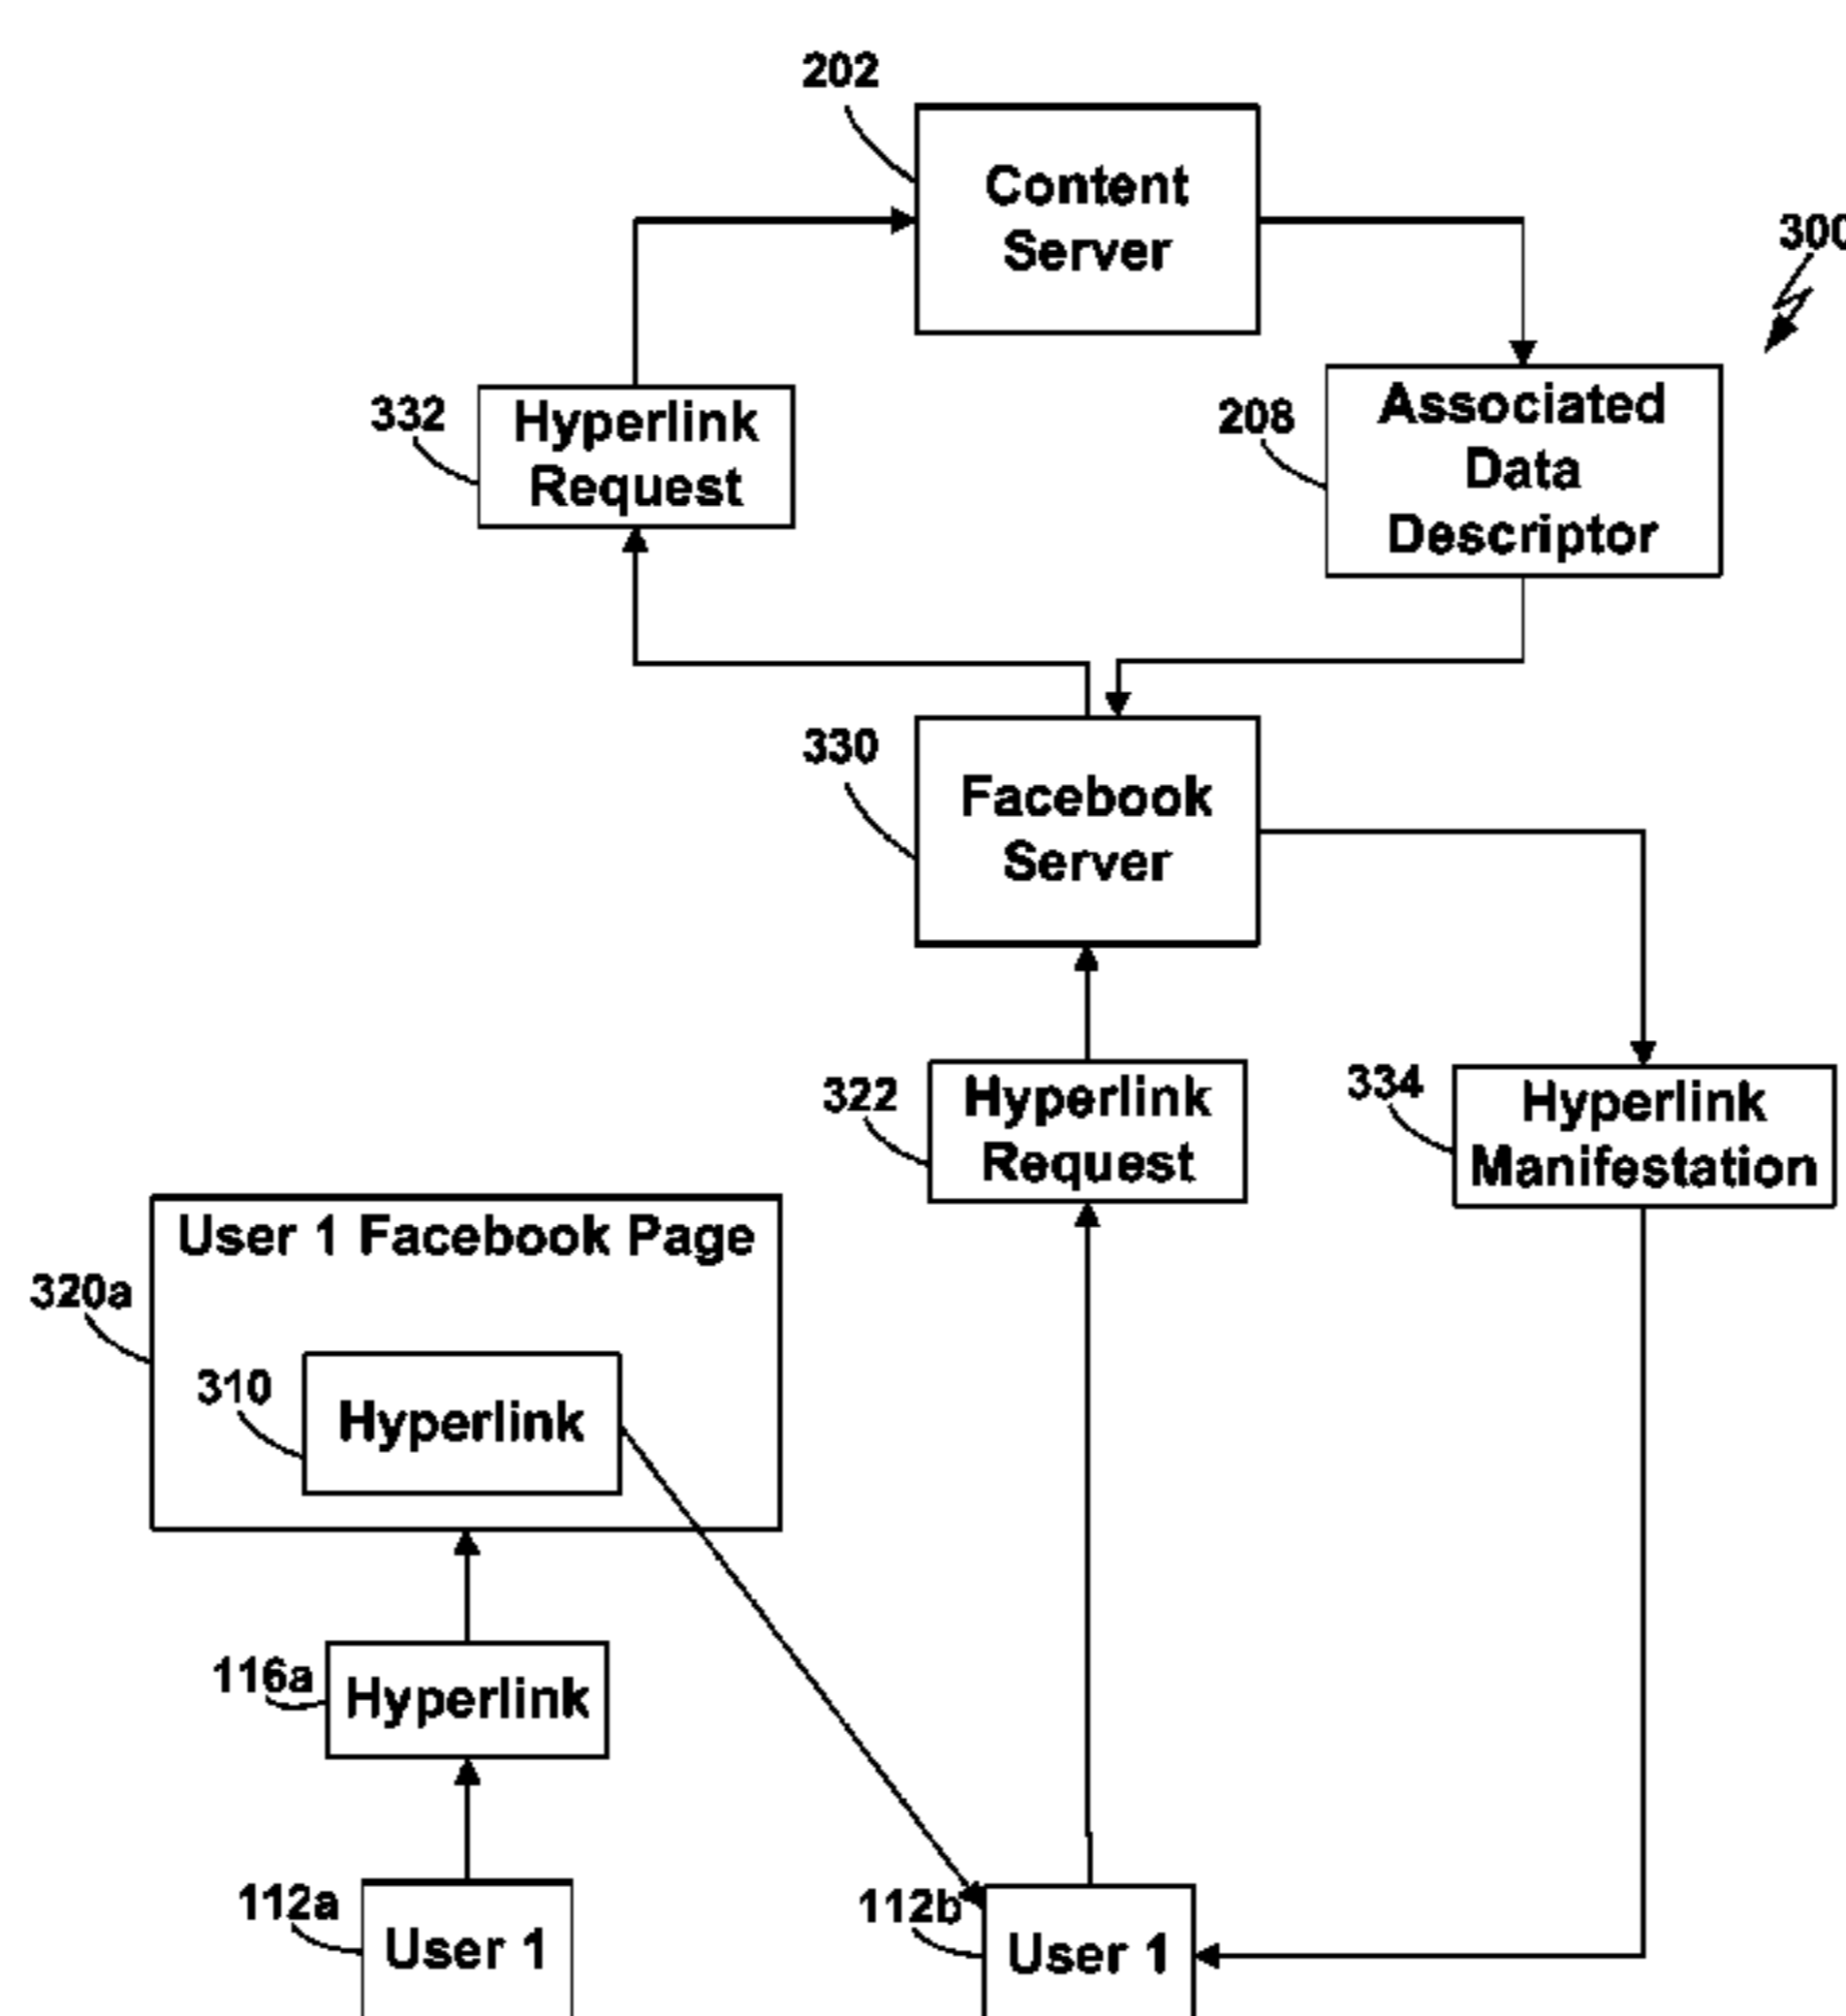 202
Content
Server
300
332
Hyperlink
Request
208
Associated
Data
Descriptor
330
Facebook
Server
322
Hyperlink
Request
334
Hyperlink
Manifestation
User 1 Facebook Page
320a
310
Hyperlink
116a
Hyperlink
112a
User 1
112b
User 1